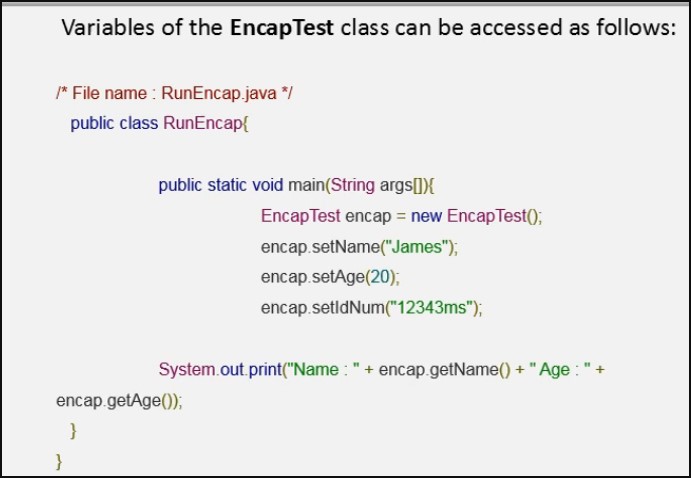 Variables of the EncapTest class can be accessed as follows:
/* File name : RunEncap.java */
public class RunEncap{
public static void main(String args[]){
EncapTest encap = new EncapTest();
encap.setName("James");
encap.setAge(20);
encap.setIdNum("12343ms");
System.out.print("Name : " + encap.getName() + " Age : " +
encap.getAge());
}
}